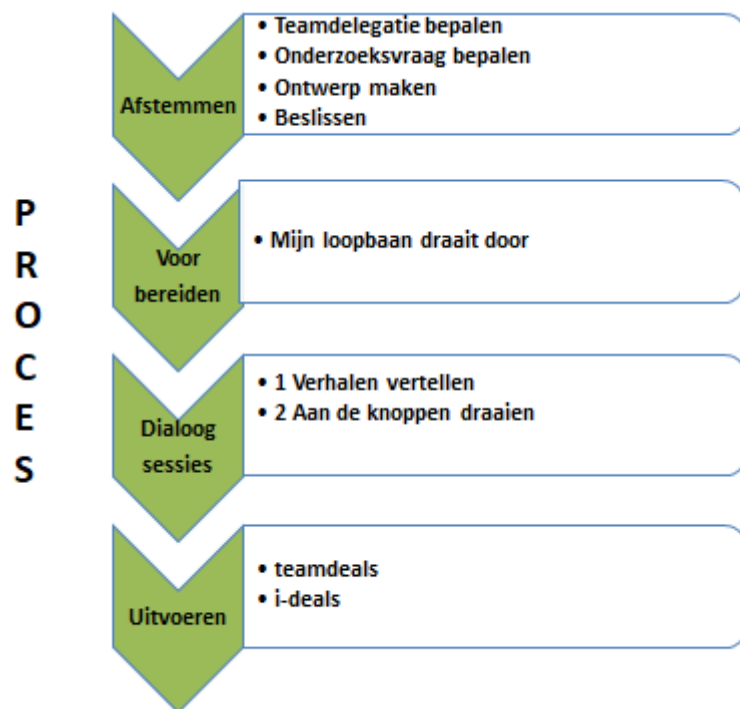 PROCES
Afstemmen
• Teamdelegatie bepalen
• Onderzoeksvraag bepalen
• Ontwerp maken
• Beslissen
Voor
bereiden
• Mijn loopbaan draait door
Dialoog
sessies
• 1 Verhalen vertellen
• 2 Aan de knoppen draaien
Uitvoeren
• teamdeals
• i-deals